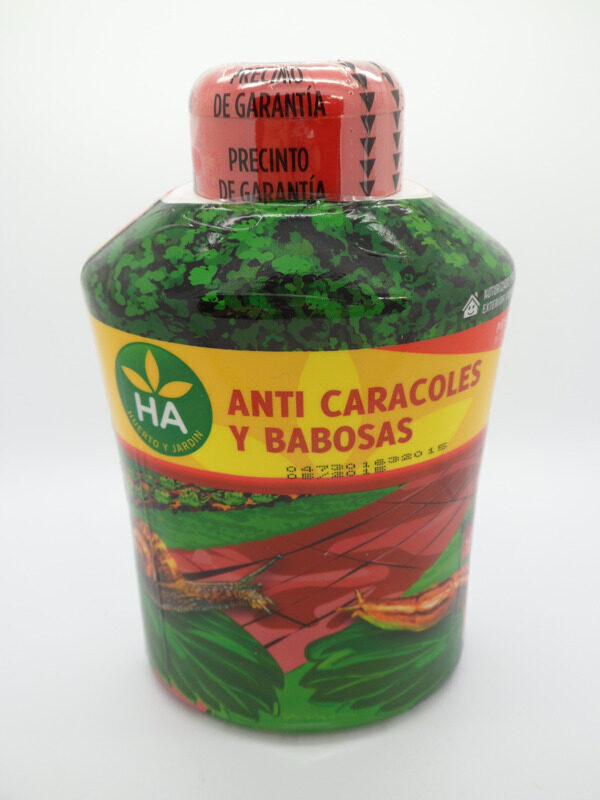 PRECINTO
DE GARANTÍA
PRECINTO
DE GARANTÍA
HA
HUERTO Y JARDIN
ANTI CARACOLES
Y BABOSAS